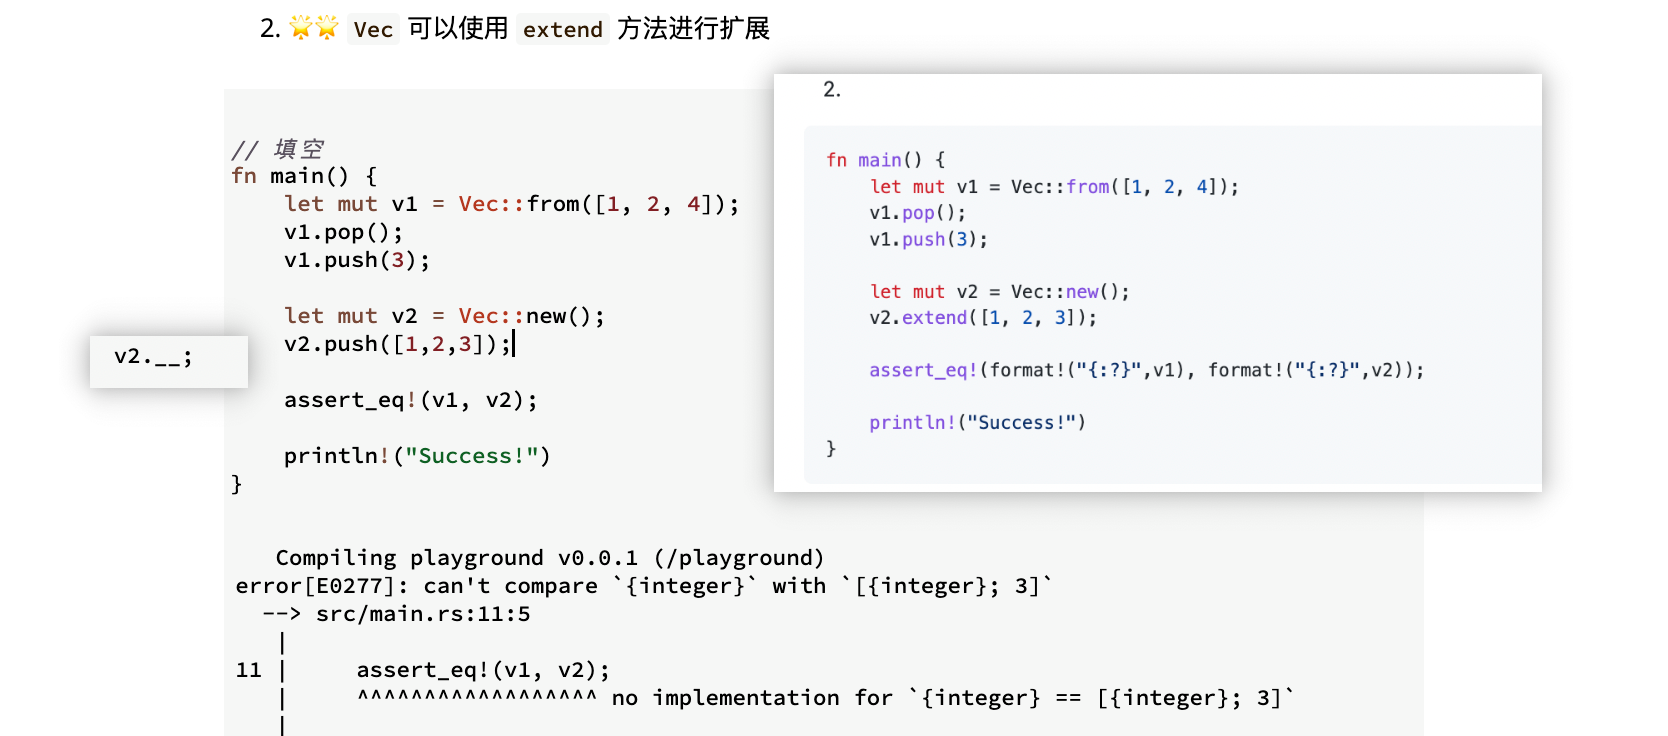 2. 🌟🌟 Vec 可以使用 extend 方法进行扩展
// 填空
fn main() {
    let mut v1 = Vec::from([1, 2, 4]);
    v1.pop();
    v1.push(3);
    let mut v2 = Vec::new();
    v2.push([1,2,3]);
    assert_eq!(v1, v2);
    println!("Success!")
}
v2.__;
2.
fn main() {
    let mut v1 = Vec::from([1, 2, 4]);
    v1.pop();
    v1.push(3);
    let mut v2 = Vec::new();
    v2.extend([1, 2, 3]);
    assert_eq!(format!("{:?}",v1), format!("{:?}",v2));
    println!("Success!")
}
   Compiling playground v0.0.1 (/playground)
error[E0277]: can't compare `{integer}` with `[{integer}; 3]`
  --> src/main.rs:11:5
   |
11 |     assert_eq!(v1, v2);
   |     ^^^^^^^^^^^^^^^^^^ no implementation for `{integer} == [{integer}; 3]`
   |